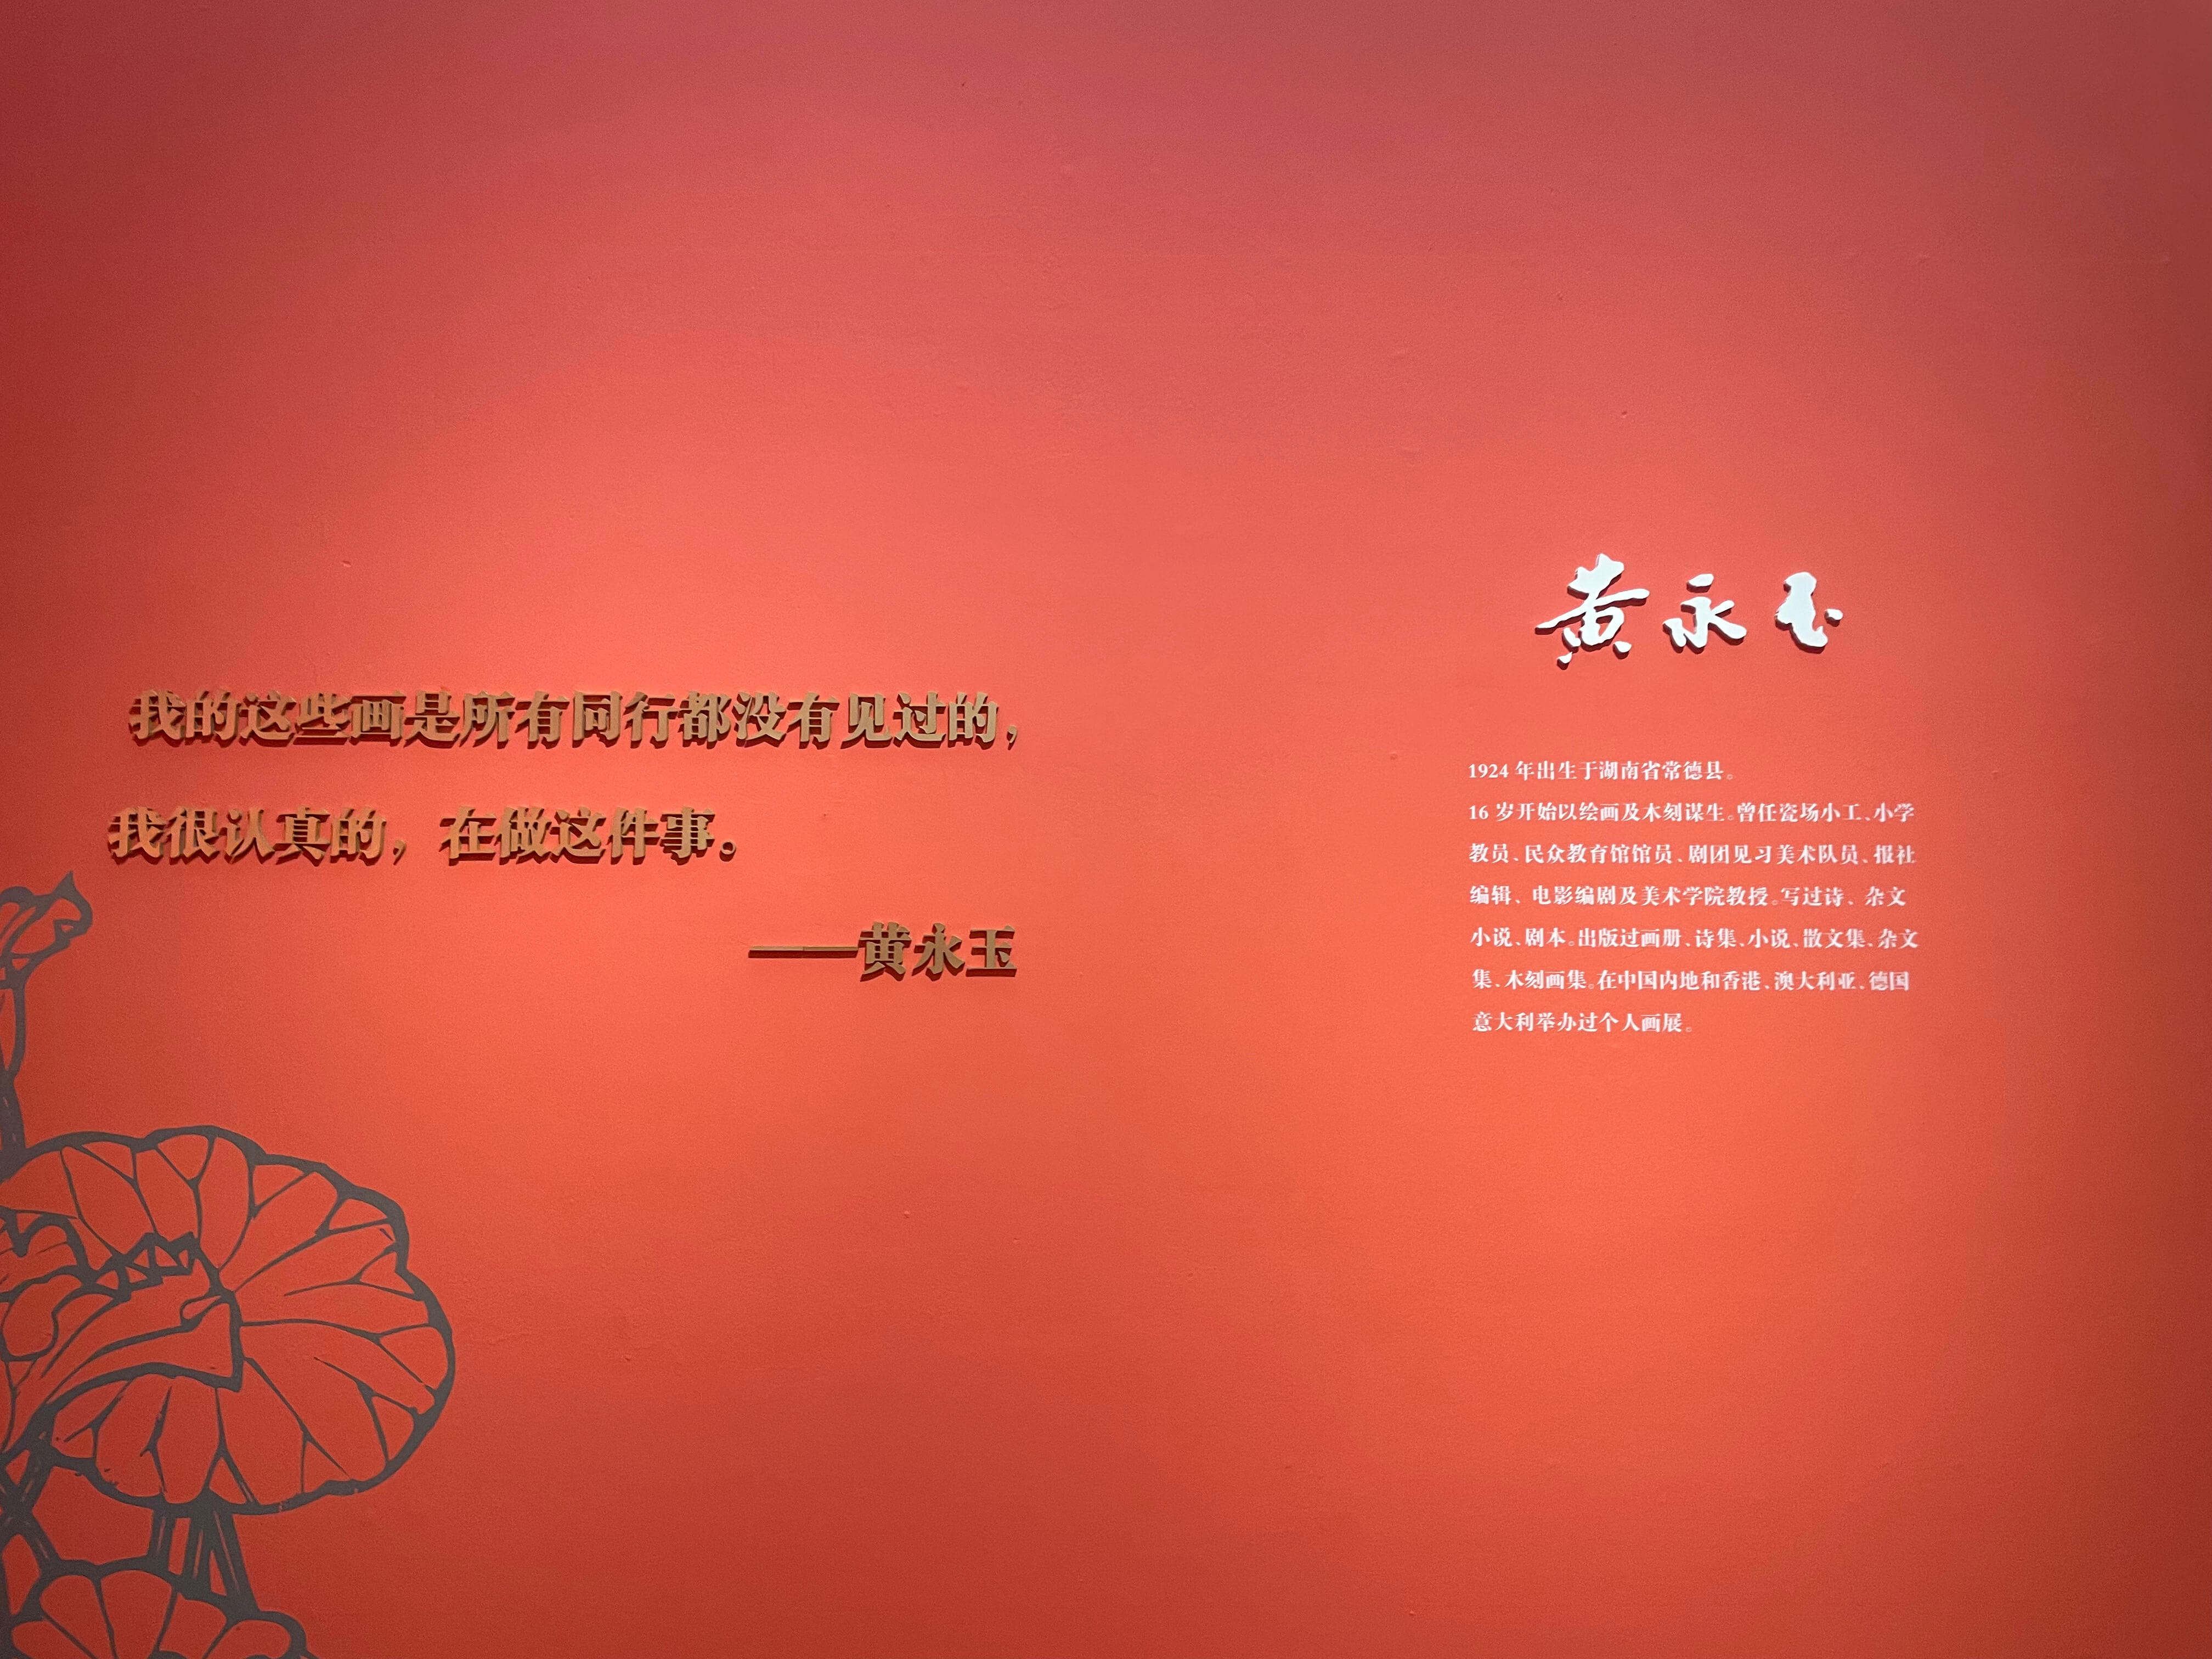 我的这些画是所有同行都没有见过的，
我很认真的，在做这件事。
——黄永玉
黄永玉
1924 年出生于湖南省常德县。
16 岁开始以绘画及木刻谋生。曾任瓷场小工、小学
教员、民众教育馆馆员、剧团见习美术队员、报社
编辑、电影编剧及美术学院教授。写过诗、杂文
小说、剧本。出版过画册、诗集、小说、散文集、杂文
集、木刻画集。在中国内地和香港、澳大利亚、德国
意大利举办过个人画展。